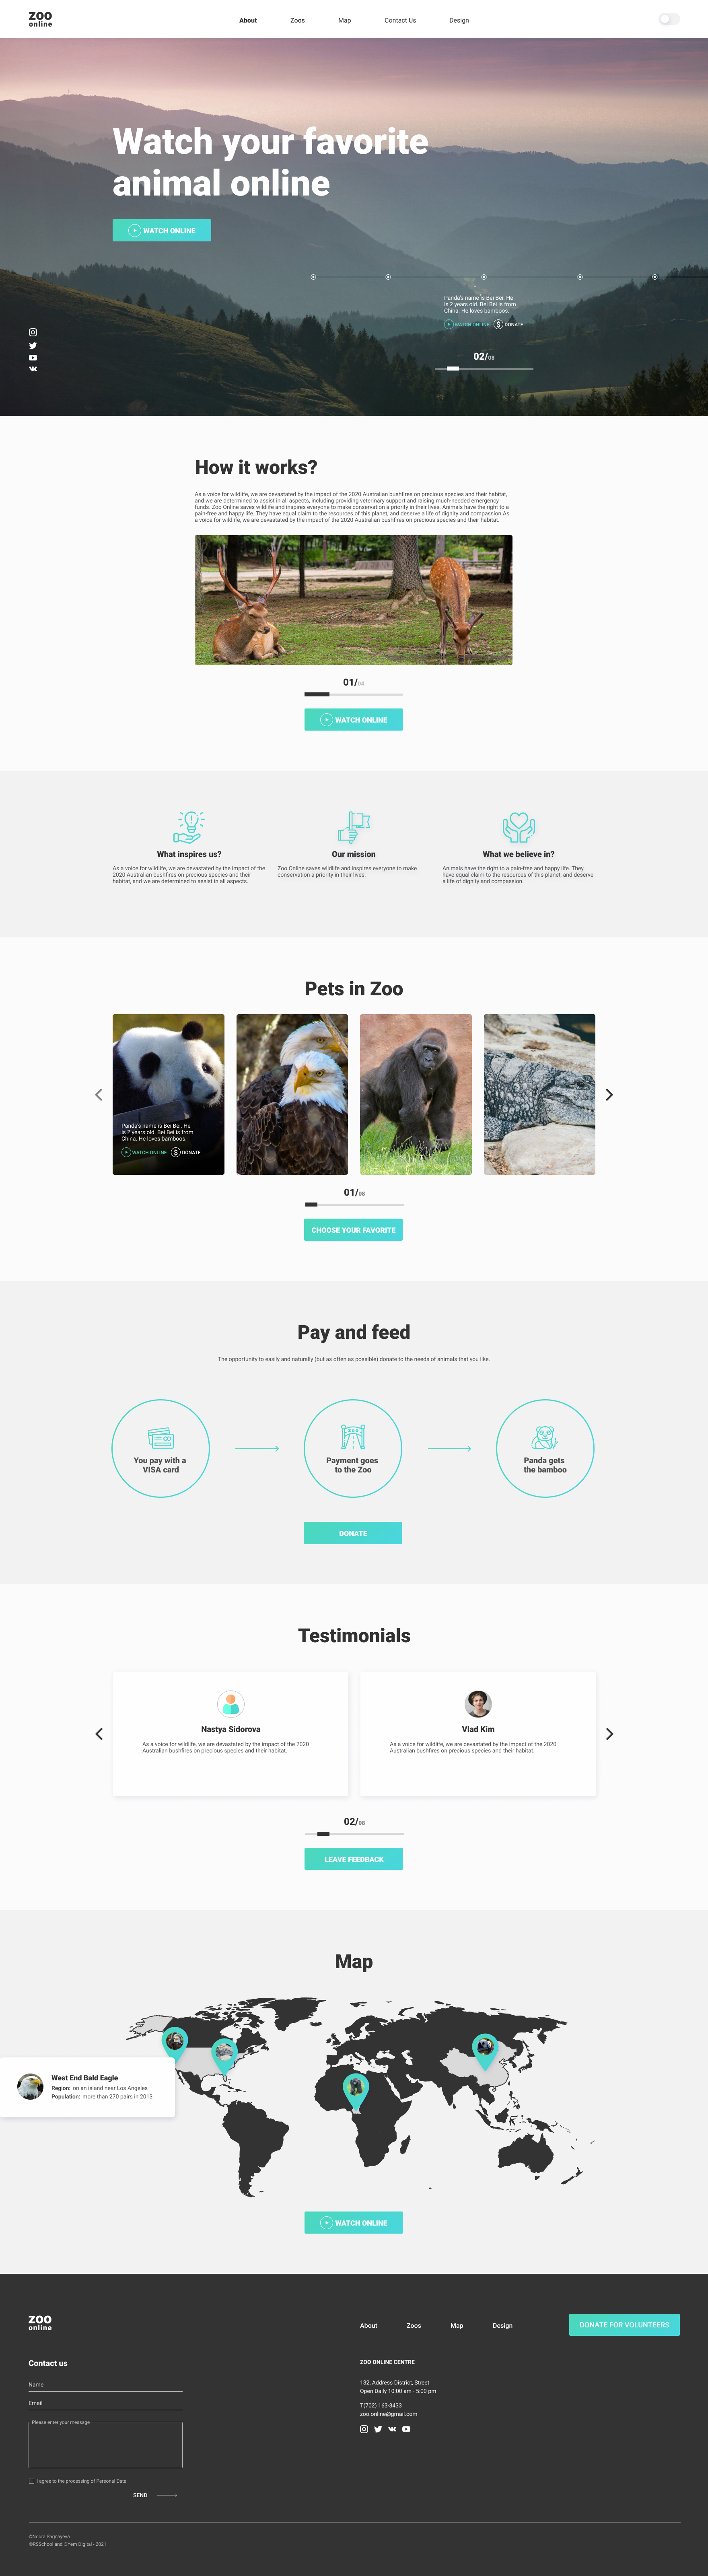 ZOO
online
About
Zoos
Map
Contact Us
Design
Watch your favorite
animal online
WATCH ONLINE
Panda's name is Bei Bei. He
is 2 years old. Bei Bei is from
China. He loves bamboos.
WATCH ONLINE
DONATE
02/08
How it works?
As a voice for wildlife, we are devastated by the impact of the 2020 Australian bushfires on precious species and their habitat,
and we are determined to assist in all aspects, including providing veterinary support and raising much-needed emergency
funds. Zoo Online saves wildlife and inspires everyone to make conservation a priority in their lives. Animals have the right to a
pain-free and happy life. They have equal claim to the resources of this planet, and deserve a life of dignity and compassion.As
a voice for wildlife, we are devastated by the impact of the 2020 Australian bushfires on precious species and their habitat.
01/04
WATCH ONLINE
What inspires us?
As a voice for wildlife, we are devastated by the impact of the
2020 Australian bushfires on precious species and their
habitat, and we are determined to assist in all aspects.
Our mission
Zoo Online saves wildlife and inspires everyone to make
conservation a priority in their lives.
What we believe in?
Animals have the right to a pain-free and happy life. They
have equal claim to the resources of this planet, and deserve
a life of dignity and compassion.
Pets in Zoo
Panda's name is Bei Bei. He
is 2 years old. Bei Bei is from
China. He loves bamboos.
WATCH ONLINE
DONATE
01/08
CHOOSE YOUR FAVORITE
Pay and feed
The opportunity to easily and naturally (but as often as possible) donate to the needs of animals that you like.
You pay with a
VISA card
Payment goes
to the Zoo
Panda gets
the bamboo
DONATE
Testimonials
Nastya Sidorova
As a voice for wildlife, we are devastated by the impact of the 2020
Australian bushfires on precious species and their habitat.
Vlad Kim
As a voice for wildlife, we are devastated by the impact of the 2020
Australian bushfires on precious species and their habitat.
02/08
LEAVE FEEDBACK
Map
West End Bald Eagle
Region: on an island near Los Angeles
Population: more than 270 pairs in 2013
WATCH ONLINE
ZOO
online
About
Zoos
Map
Design
DONATE FOR VOLUNTEERS
Contact us
Name
Email
Please enter your message
I agree to the processing of Personal Data
SEND
ZOO ONLINE CENTRE
132, Address District, Street
Open Daily 10:00 am - 5:00 pm
T(702) 163-3433
zoo.online@gmail.com
©Noora Sagnayeva
©RSSchool and ©Yem Digital - 2021